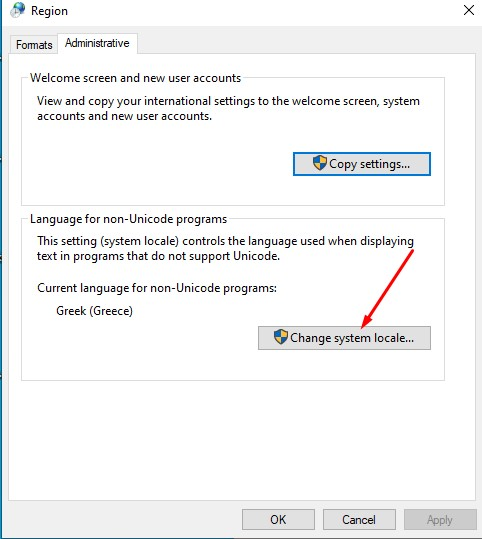 Region
Formats
Administrative
Welcome screen and new user accounts
View and copy your international settings to the welcome screen, system
accounts and new user accounts.
Copy settings...
Language for non-Unicode programs
This setting (system locale) controls the language used when displaying
text in programs that do not support Unicode.
Current language for non-Unicode programs:
Greek (Greece)
Change system locale...
OK
Cancel
Apply